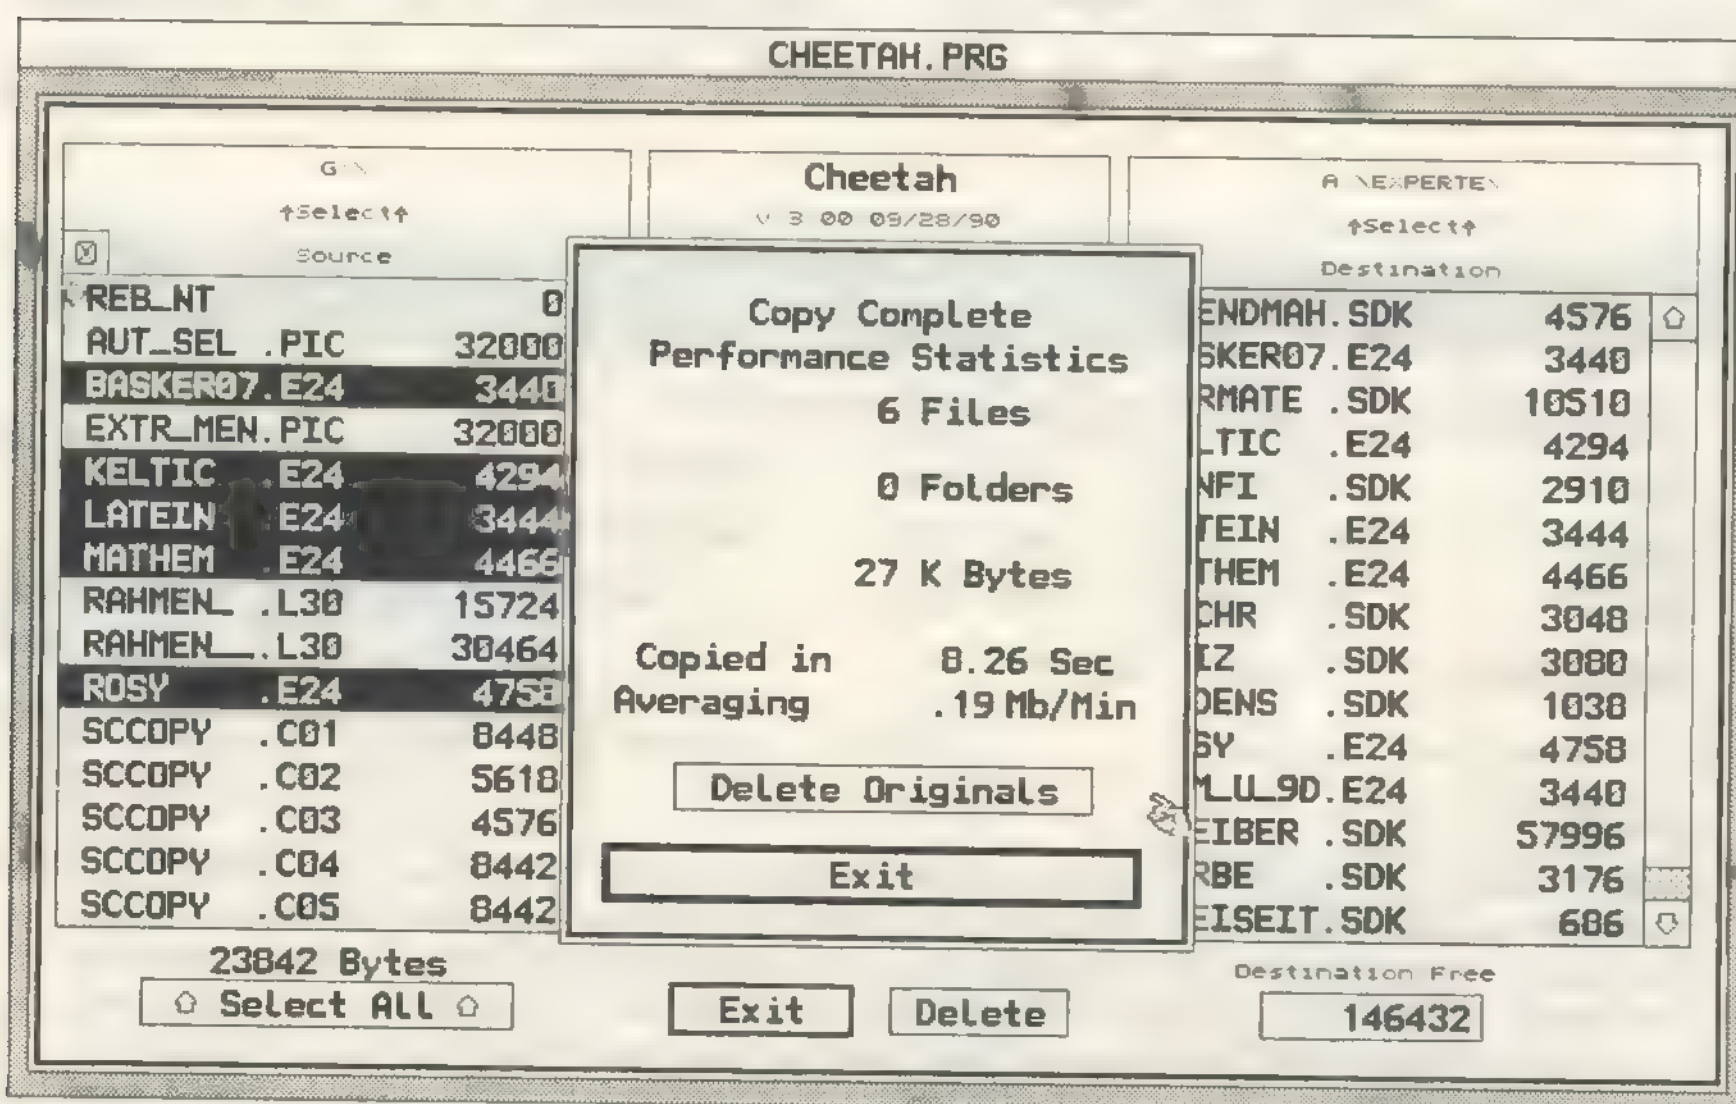 CHEETAH.PRG
G:\
↑Select↑
Source
REB_NT 0
AUT_SEL .PIC 32000
BASKER07.E24 3440
EXTR_MEN.PIC 32000
KELTIC .E24 4294
LATEIN .E24 3444
MATHEM .E24 4466
RAHMEN_ .L30 15724
RAHMEN__.L30 30464
ROSY .E24 4758
SCCOPY .C01 8448
SCCOPY .C02 5618
SCCOPY .C03 4576
SCCOPY .C04 8442
SCCOPY .C05 8442
23842 Bytes
Select All
Cheetah
v 3.00 09/28/90
Copy Complete
Performance Statistics
6 Files
0 Folders
27 K Bytes
Copied in 8.26 Sec
Averaging .19 Mb/Min
Delete Originals
Exit
Exit
Delete
A:\EXPERTE\
↑Select↑
Destination
ENDMAH.SDK 4576
SKER07.E24 3440
RMATE .SDK 10510
LTIC .E24 4294
NFI .SDK 2910
TEIN .E24 3444
THEM .E24 4466
CHR .SDK 3048
IZ .SDK 3080
DENS .SDK 1038
SY .E24 4758
M_U_9D.E24 3440
EIBER .SDK 57996
RBE .SDK 3176
EISEIT.SDK 686
Destination Free
146432